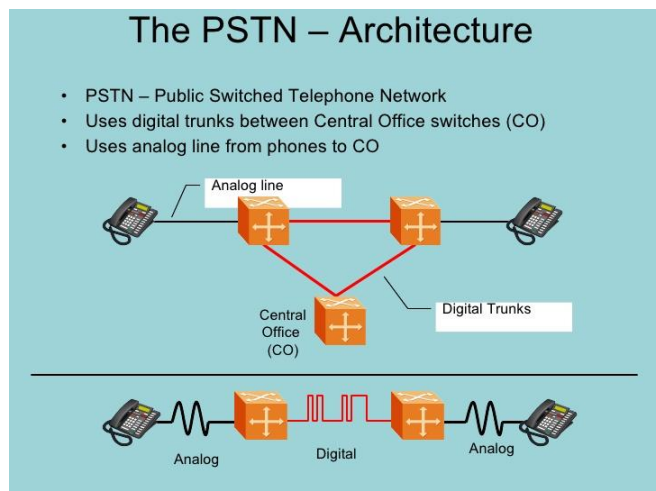 The PSTN – Architecture
• PSTN – Public Switched Telephone Network
• Uses digital trunks between Central Office switches (CO)
• Uses analog line from phones to CO
Analog line
Digital Trunks
Central
Office
(CO)
Analog
Digital
Analog